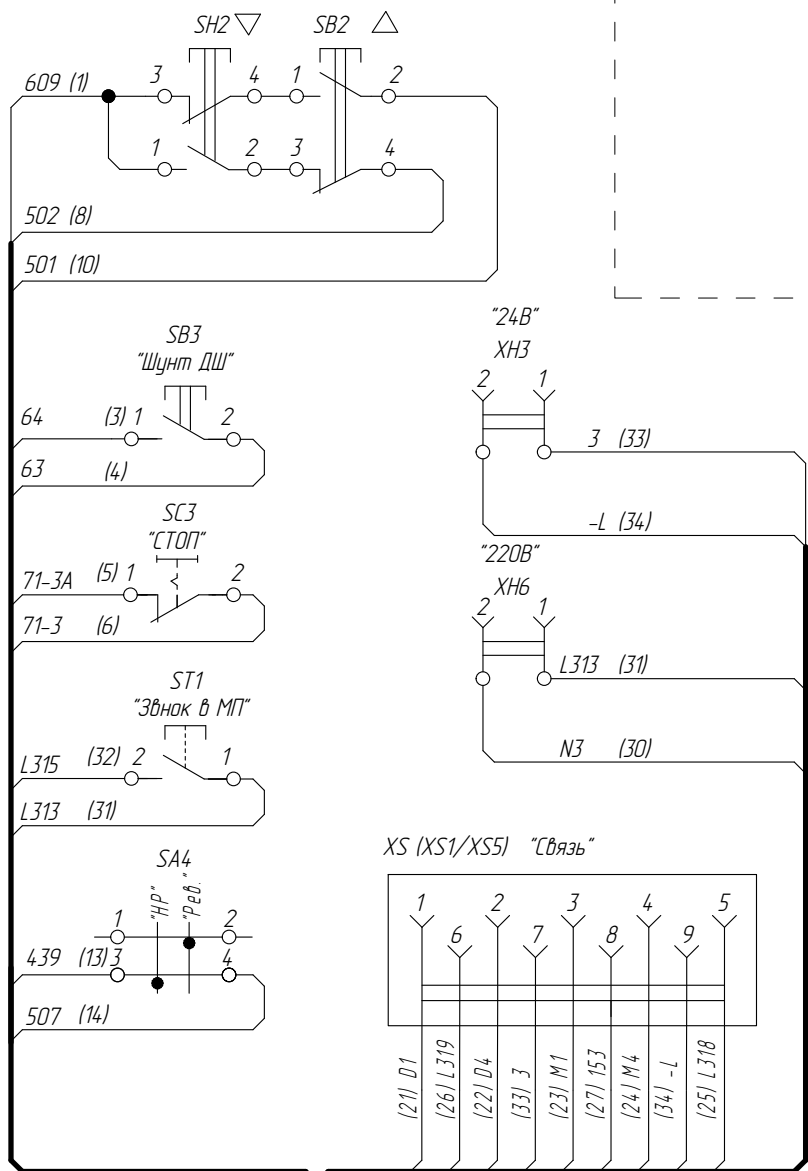 SH2 SB2
609 (1) 3 4 1 2
1 2 3 4
502 (8)
501 (10)
SB3
"Шунт ДШ"
64 (3) 1 2
63 (4)
SC3
"СТОП"
71-3А (5) 1 2
71-3 (6)
ST1
"Звнок в МП"
L315 (32) 2 1
L313 (31)
SA4
"НР" "Рев."
1 2
439 (13) 3 4
507 (14)
"24В"
XH3
2 1
3 (33)
-L (34)
"220В"
XH6
2 1
L313 (31)
N3 (30)
XS (XS1/XS5) "Связь"
1 2 3 4 5
6 7 8 9
(21) D1
(26) L319
(22) D4
(33) 3
(23) M1
(27) 153
(24) M4
(34) -L
(25) L318